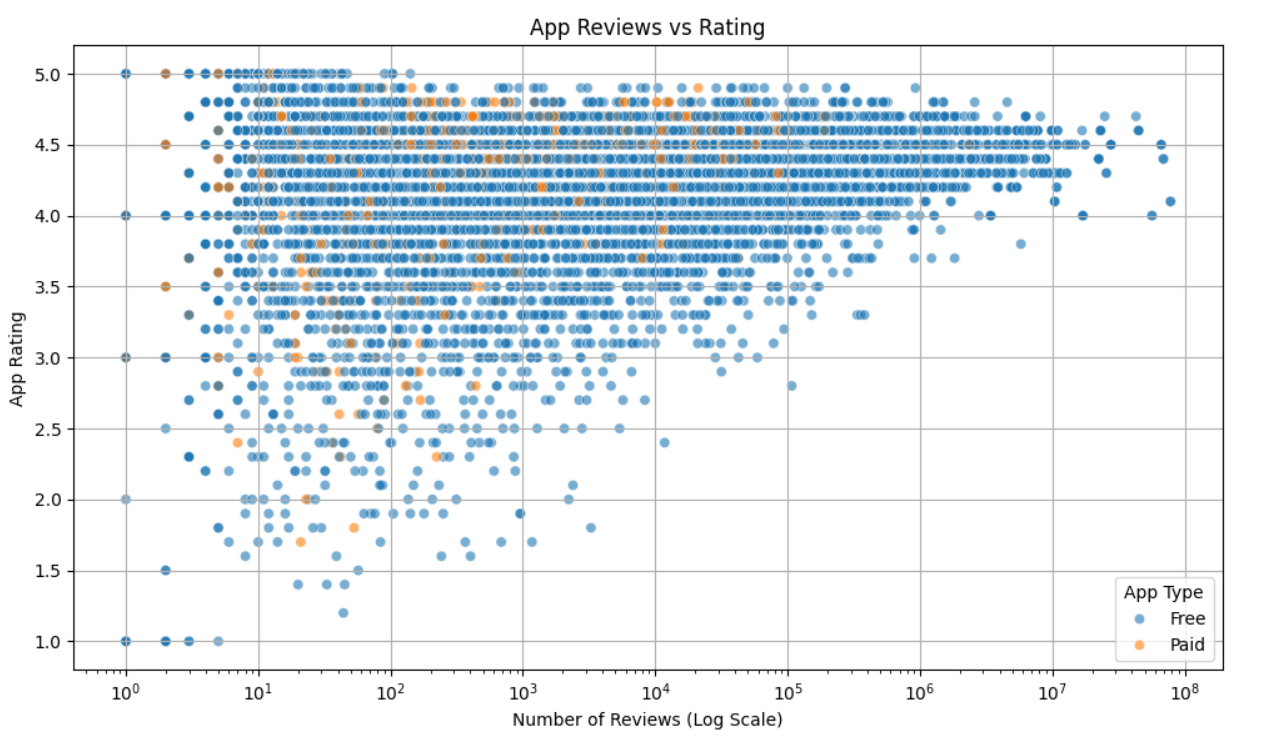 App Reviews vs Rating
App Rating
5.0
4.5
4.0
3.5
3.0
2.5
2.0
1.5
1.0
App Type
Free
Paid
10⁰ 10¹ 10² 10³ 10⁴ 10⁵ 10⁶ 10⁷ 10⁸
Number of Reviews (Log Scale)